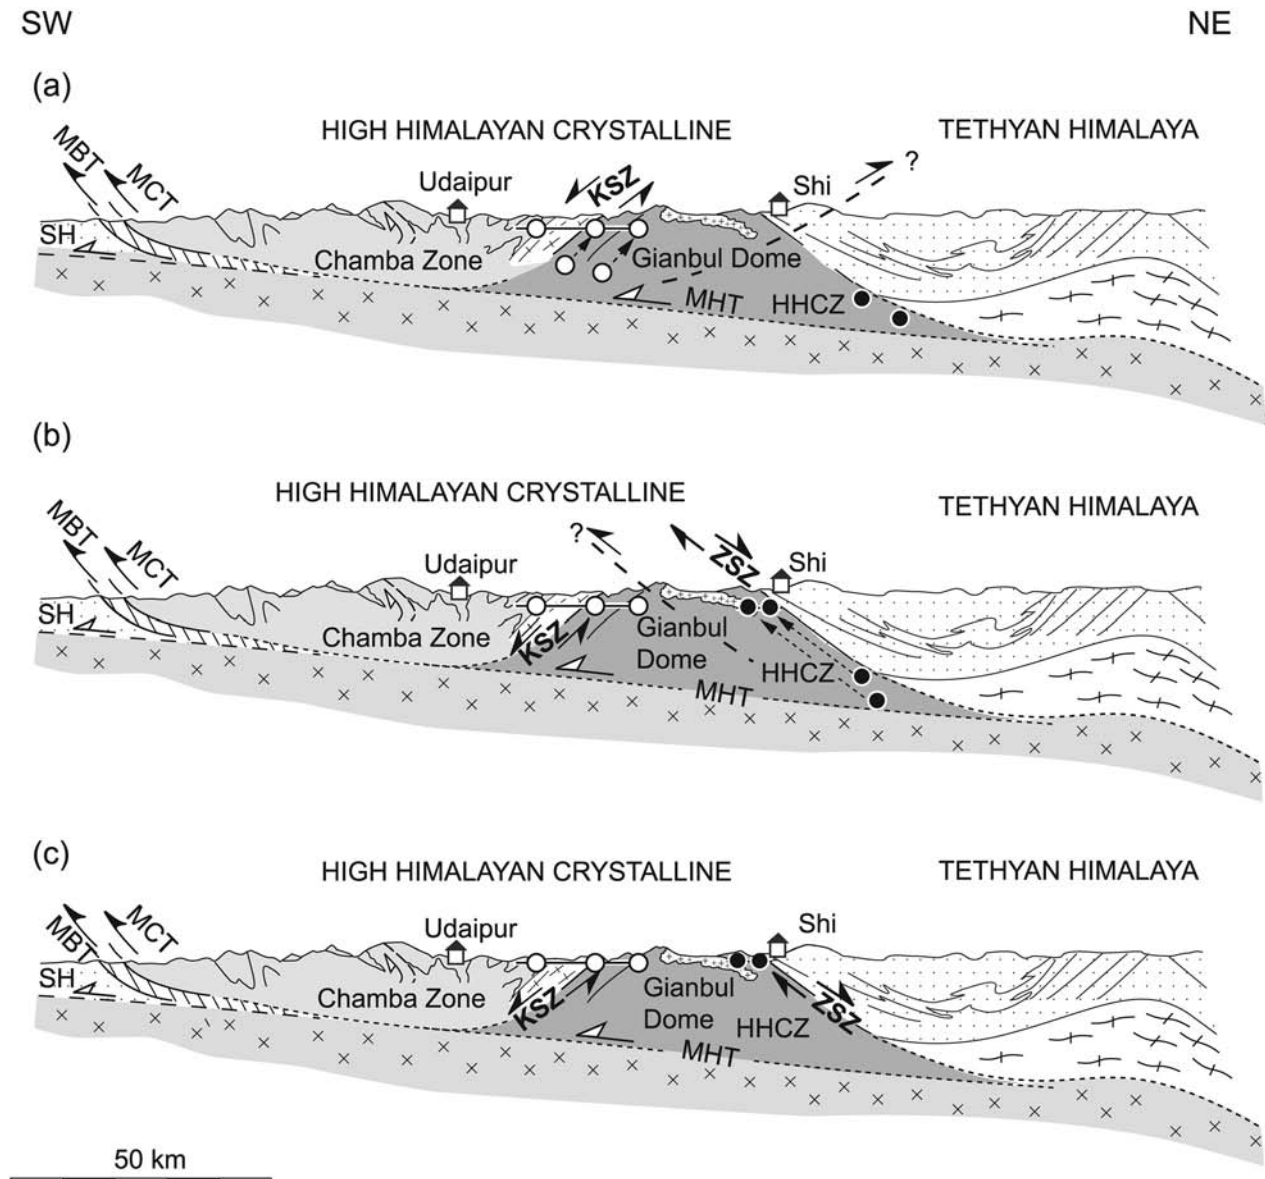 SW
NE
(a)
HIGH HIMALAYAN CRYSTALLINE
TETHYAN HIMALAYA
MBT
MCT
Udaipur
KSZ
Shi
?
SH
Chamba Zone
Gianbul Dome
MHT
HHCZ
(b)
HIGH HIMALAYAN CRYSTALLINE
TETHYAN HIMALAYA
MBT
MCT
Udaipur
?
ZSZ
Shi
SH
Chamba Zone
KSZ
Gianbul
Dome
HHCZ
MHT
(c)
HIGH HIMALAYAN CRYSTALLINE
TETHYAN HIMALAYA
MBT
MCT
Udaipur
Shi
SH
Chamba Zone
KSZ
Gianbul
Dome
HHCZ
ZSZ
MHT
50 km